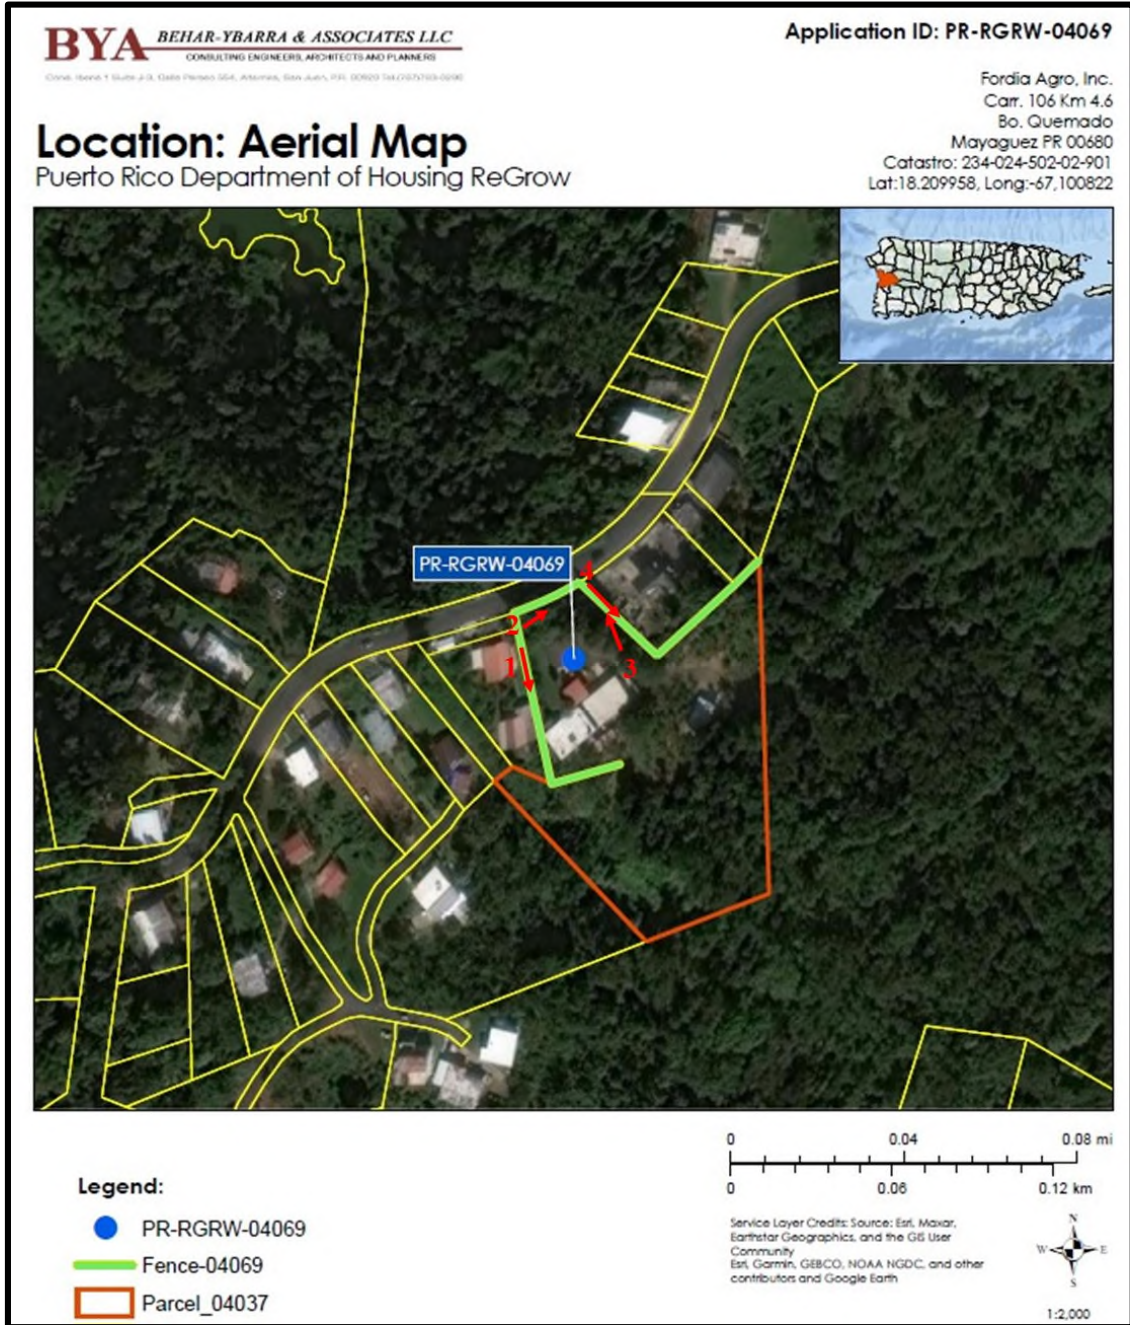 BYA BEHAR-YBARRA & ASSOCIATES LLC
CONSULTING ENGINEERS, ARCHITECTS AND PLANNERS
Application ID: PR-RGRW-04069
Fordia Agro, Inc.
Carr. 106 Km 4.6
Bo. Quemado
Mayaguez PR 00680
Catastro: 234-024-502-02-901
Lat:18.209958, Long:-67,100822
Location: Aerial Map
Puerto Rico Department of Housing ReGrow
PR-RGRW-04069
4
2
1
3
0 0.04 0.08 mi
0 0.06 0.12 km
Legend:
PR-RGRW-04069
Fence-04069
Parcel_04037
Service Layer Credits: Source: Esri, Maxar,
Earthstar Geographics, and the GIS User
Community
Esri, Garmin, GEBCO, NOAA NGDC, and other
contributors and Google Earth
N
W E
S
1:2,000